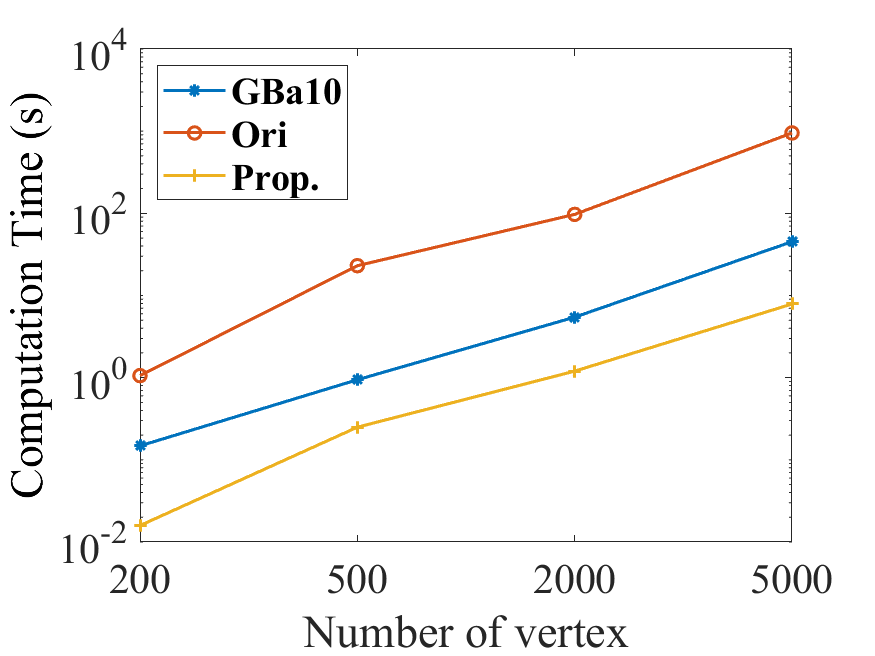 10^4
10^2
10^0
10^-2
Computation Time (s)
GBa10
Ori
Prop.
200 500 2000 5000
Number of vertex